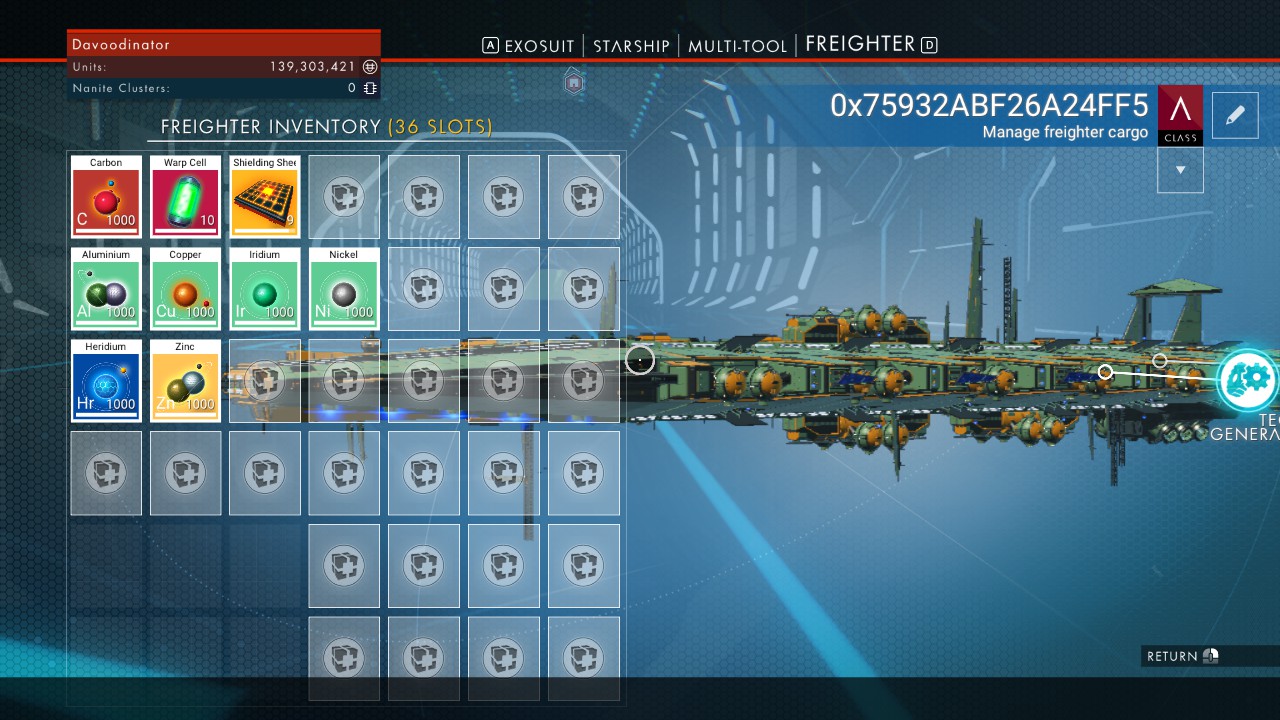 Davoodinator
Units: 139,303,421
Nanite Clusters: 0
A EXOSUIT STARSHIP MULTI-TOOL FREIGHTER D
0x75932ABF26A24FF5
Manage freighter cargo
CLASS
FREIGHTER INVENTORY (36 SLOTS)
Carbon Warp Cell Shielding Shee
C 1000 10 9
Aluminium Copper Iridium Nickel
Al 1000 Cu 1000 Ir 1000 Ni 1000
Heridium Zinc
Hr 1000 Zn 1000
TEC
GENERA
RETURN